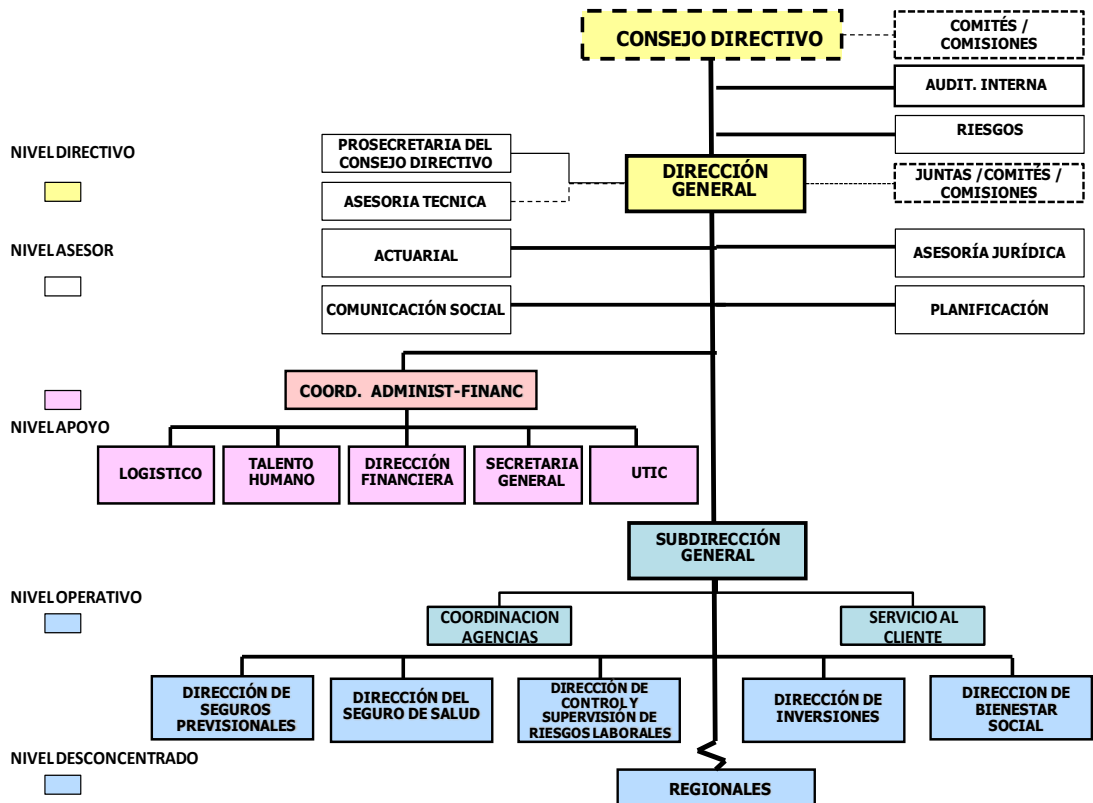 CONSEJO DIRECTIVO
COMITÉS /
COMISIONES
AUDIT. INTERNA
RIESGOS
NIVEL DIRECTIVO
PROSECRETARIA DEL
CONSEJO DIRECTIVO
DIRECCIÓN
GENERAL
JUNTAS /COMITÉS /
COMISIONES
ASESORIA TECNICA
NIVEL ASESOR
ACTUARIAL
ASESORÍA JURÍDICA
COMUNICACIÓN SOCIAL
PLANIFICACIÓN
COORD. ADMINIST-FINANC
NIVEL APOYO
LOGISTICO
TALENTO
HUMANO
DIRECCIÓN
FINANCIERA
SECRETARIA
GENERAL
UTIC
SUBDIRECCIÓN
GENERAL
NIVEL OPERATIVO
COORDINACION
AGENCIAS
SERVICIO AL
CLIENTE
DIRECCIÓN DE
SEGUROS
PREVISIONALES
DIRECCIÓN DEL
SEGURO DE SALUD
DIRECCIÓN DE
CONTROL Y
SUPERVISIÓN DE
RIESGOS LABORALES
DIRECCIÓN DE
INVERSIONES
DIRECCION DE
BIENESTAR
SOCIAL
NIVEL DESCONCENTRADO
REGIONALES